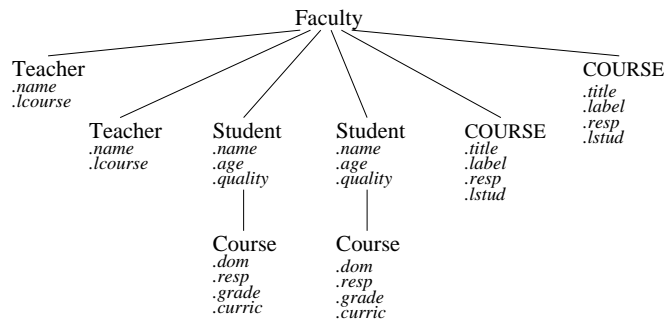 Faculty
Teacher
.name
.lcourse
COURSE
.title
.label
.resp
.lstud
Teacher
.name
.lcourse
Student
.name
.age
.quality
Student
.name
.age
.quality
COURSE
.title
.label
.resp
.lstud
Course
.dom
.resp
.grade
.curric
Course
.dom
.resp
.grade
.curric